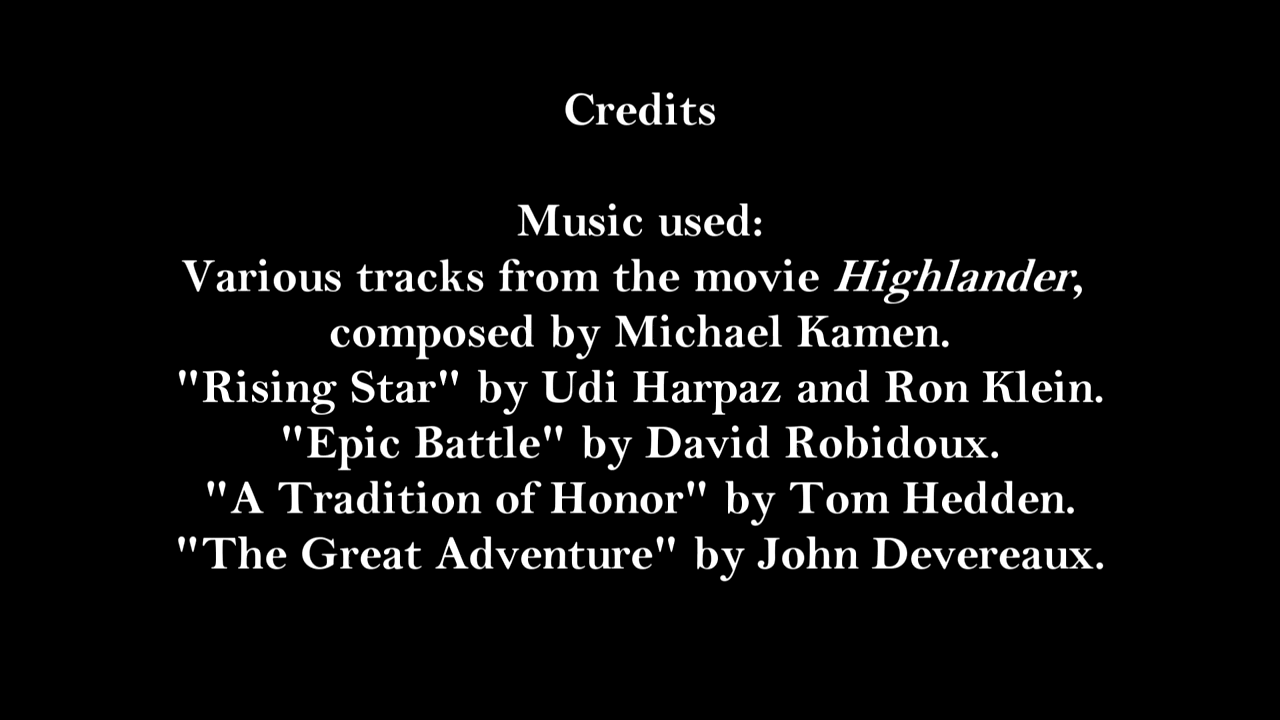 Credits
Music used:
Various tracks from the movie Highlander,
composed by Michael Kamen.
"Rising Star" by Udi Harpaz and Ron Klein.
"Epic Battle" by David Robidoux.
"A Tradition of Honor" by Tom Hedden.
"The Great Adventure" by John Devereaux.